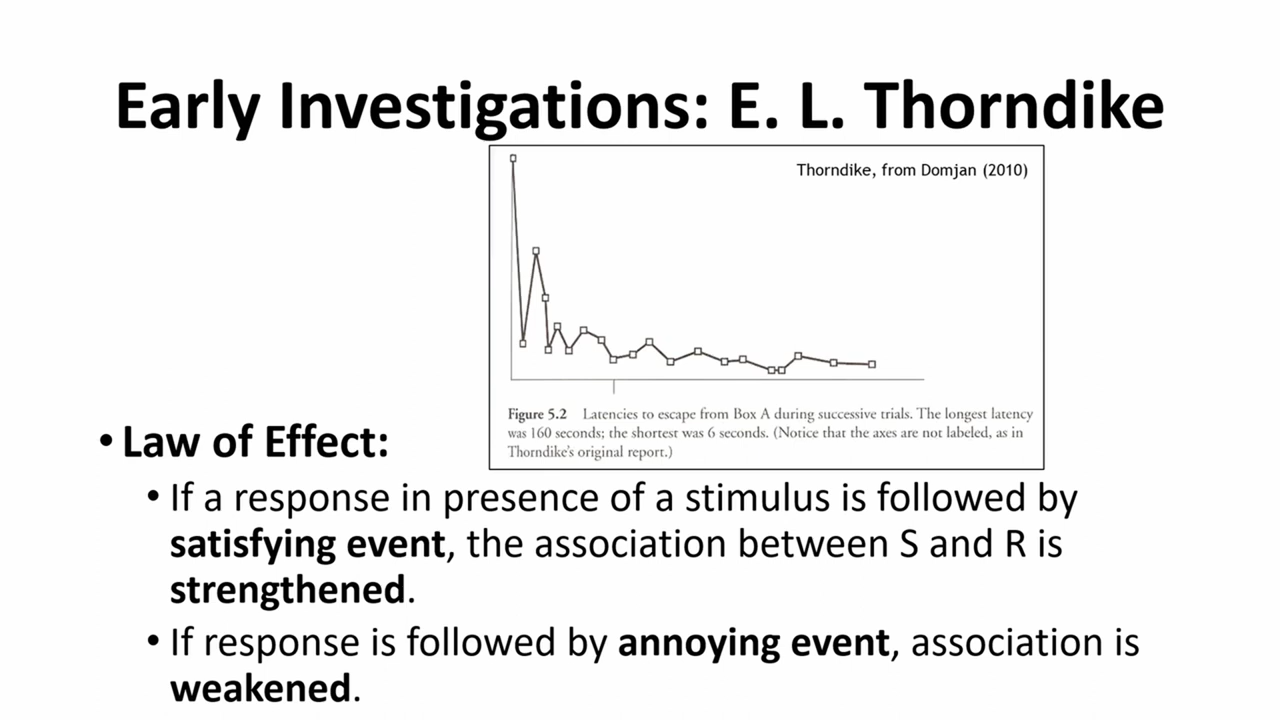 Early Investigations: E. L. Thorndike
Thorndike, from Domjan (2010)
Figure 5.2 Latencies to escape from Box A during successive trials. The longest latency
was 160 seconds; the shortest was 6 seconds. (Notice that the axes are not labeled, as in
Thorndike's original report.)
• Law of Effect:
• If a response in presence of a stimulus is followed by
satisfying event, the association between S and R is
strengthened.
• If response is followed by annoying event, association is
weakened.